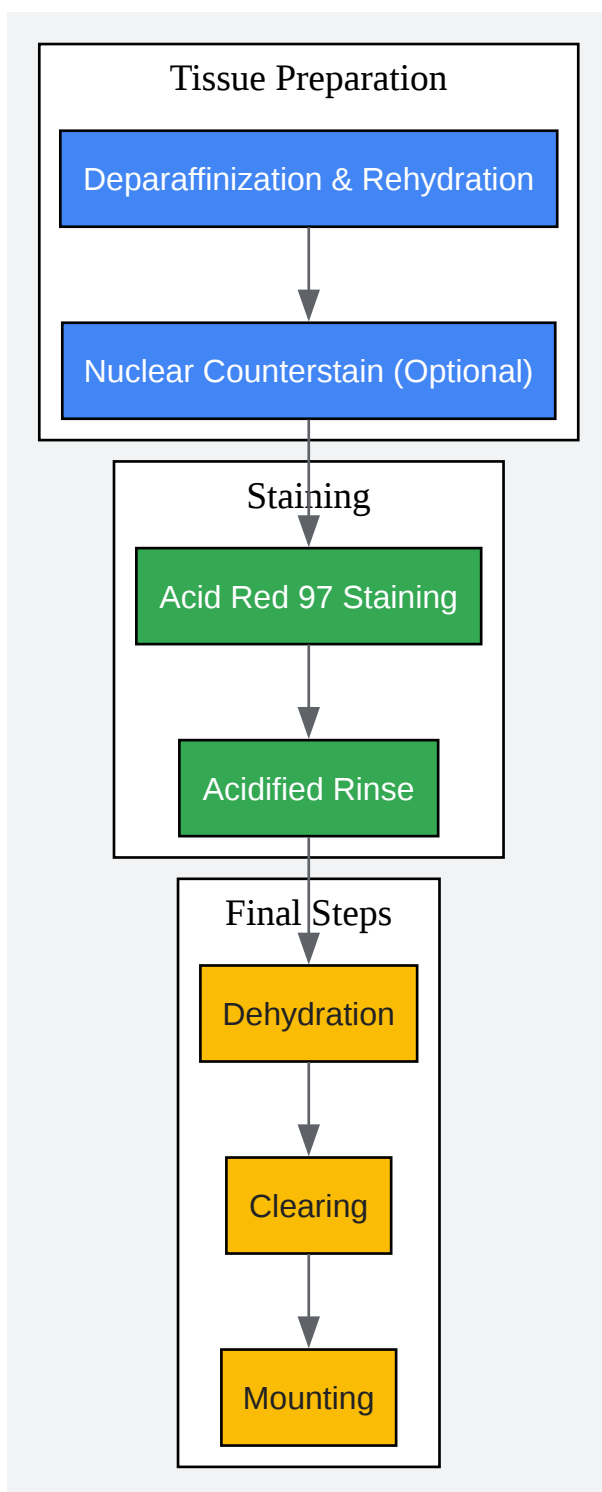 Tissue Preparation
Deparaffinization & Rehydration
Nuclear Counterstain (Optional)
Staining
Acid Red 97 Staining
Acidified Rinse
Final Steps
Dehydration
Clearing
Mounting